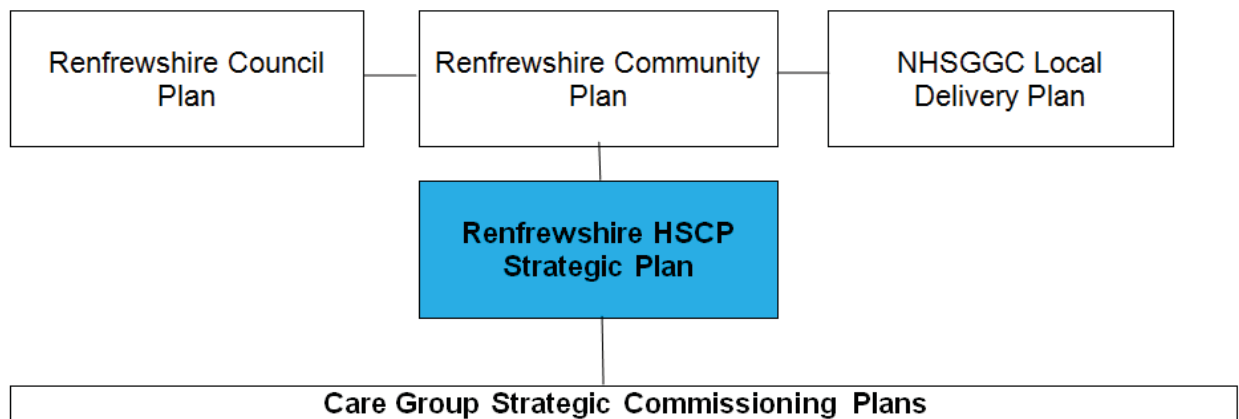 Renfrewshire Council
Plan
Renfrewshire Community
Plan
NHSGGC Local
Delivery Plan
Renfrewshire HSCP
Strategic Plan
Care Group Strategic Commissioning Plans